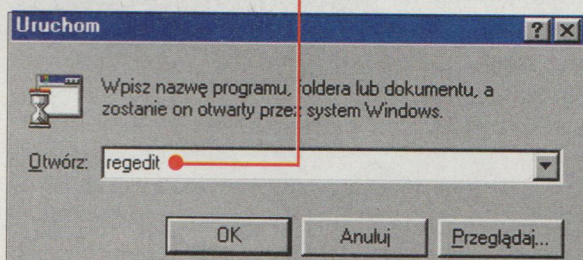 Uruchom
Wpisz nazwę programu, foldera lub dokumentu, a
zostanie on otwarty przez system Windows.
Otwórz: regedit
OK Anuluj Przeglądaj...